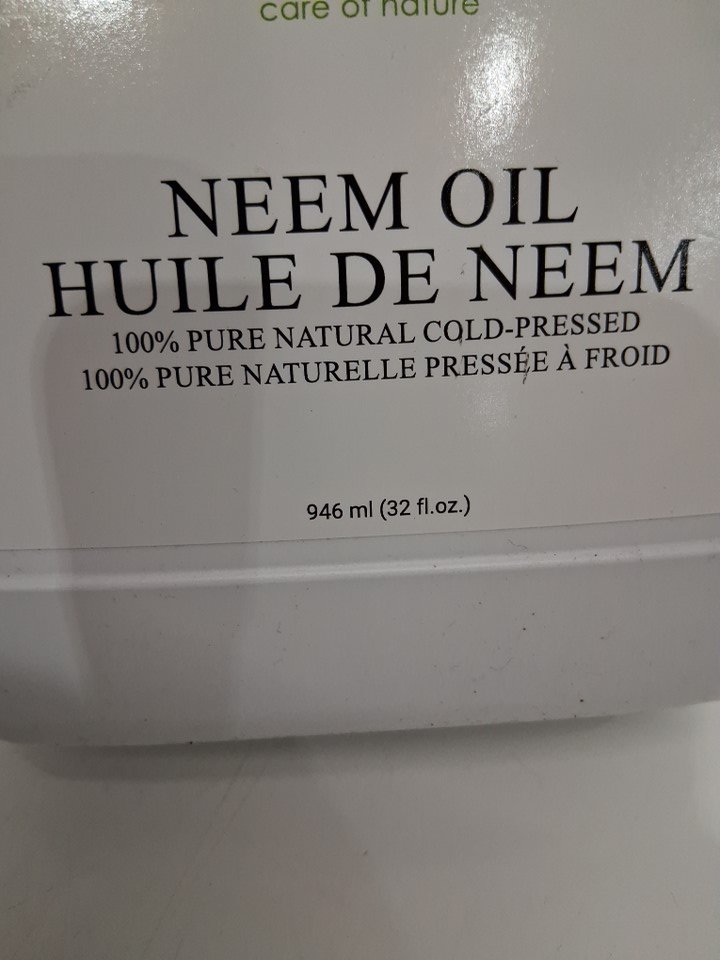 care of nature
NEEM OIL
HUILE DE NEEM
100% PURE NATURAL COLD-PRESSED
100% PURE NATURELLE PRESSÉE À FROID
946 ml (32 fl.oz.)